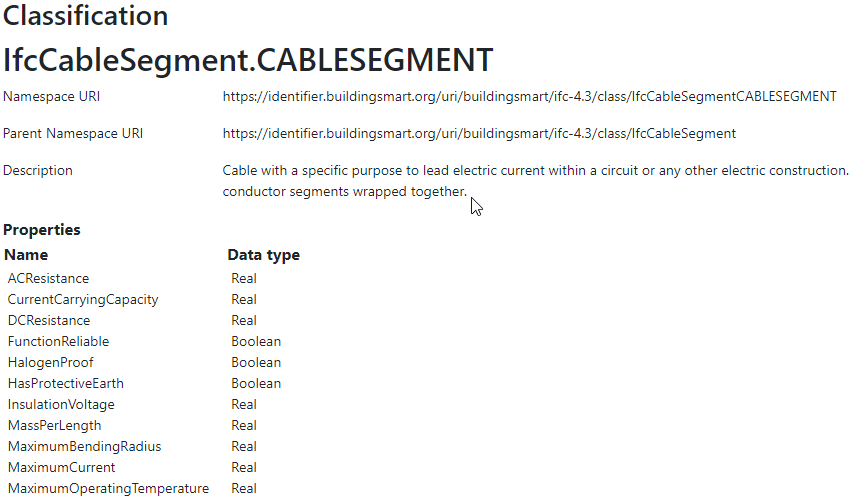 Classification
IfcCableSegment.CABLESEGMENT
Namespace URI https://identifier.buildingsmart.org/uri/buildingsmart/ifc-4.3/class/IfcCableSegmentCABLESEGMENT
Parent Namespace URI https://identifier.buildingsmart.org/uri/buildingsmart/ifc-4.3/class/IfcCableSegment
Description Cable with a specific purpose to lead electric current within a circuit or any other electric construction.
conductor segments wrapped together.
Properties
Name Data type
ACResistance Real
CurrentCarryingCapacity Real
DCResistance Real
FunctionReliable Boolean
HalogenProof Boolean
HasProtectiveEarth Boolean
InsulationVoltage Real
MassPerLength Real
MaximumBendingRadius Real
MaximumCurrent Real
MaximumOperatingTemperature Real